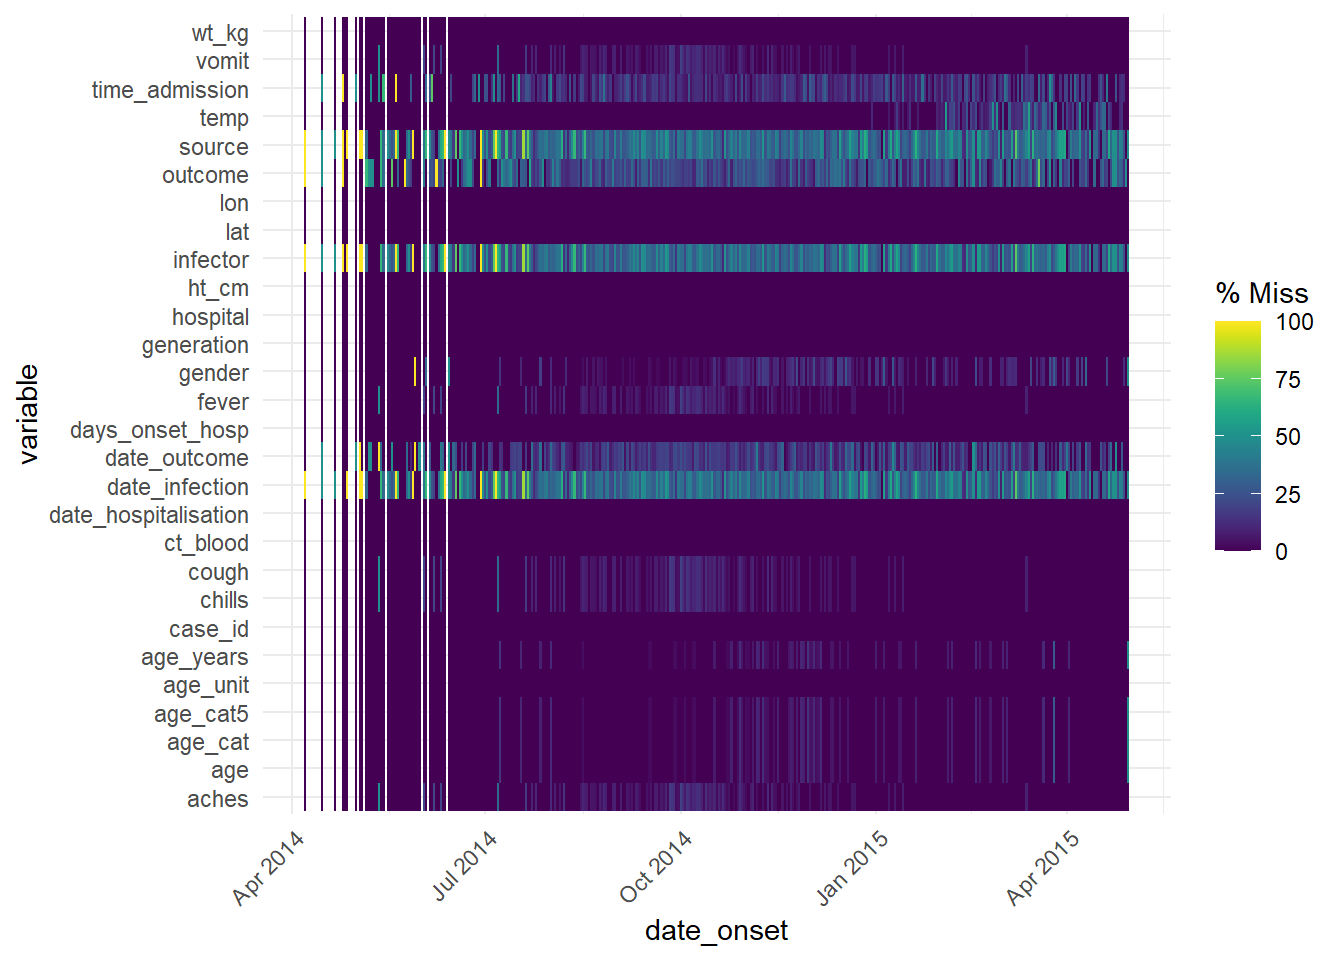 wt_kg
vomit
time_admission
temp
source
outcome
lon
lat
infector
ht_cm
hospital
generation
gender
fever
days_onset_hosp
date_outcome
date_infection
date_hospitalisation
ct_blood
cough
chills
case_id
age_years
age_unit
age_cat5
age_cat
age
aches
variable
Apr 2014
Jul 2014
Oct 2014
Jan 2015
Apr 2015
date_onset
% Miss
100
75
50
25
0